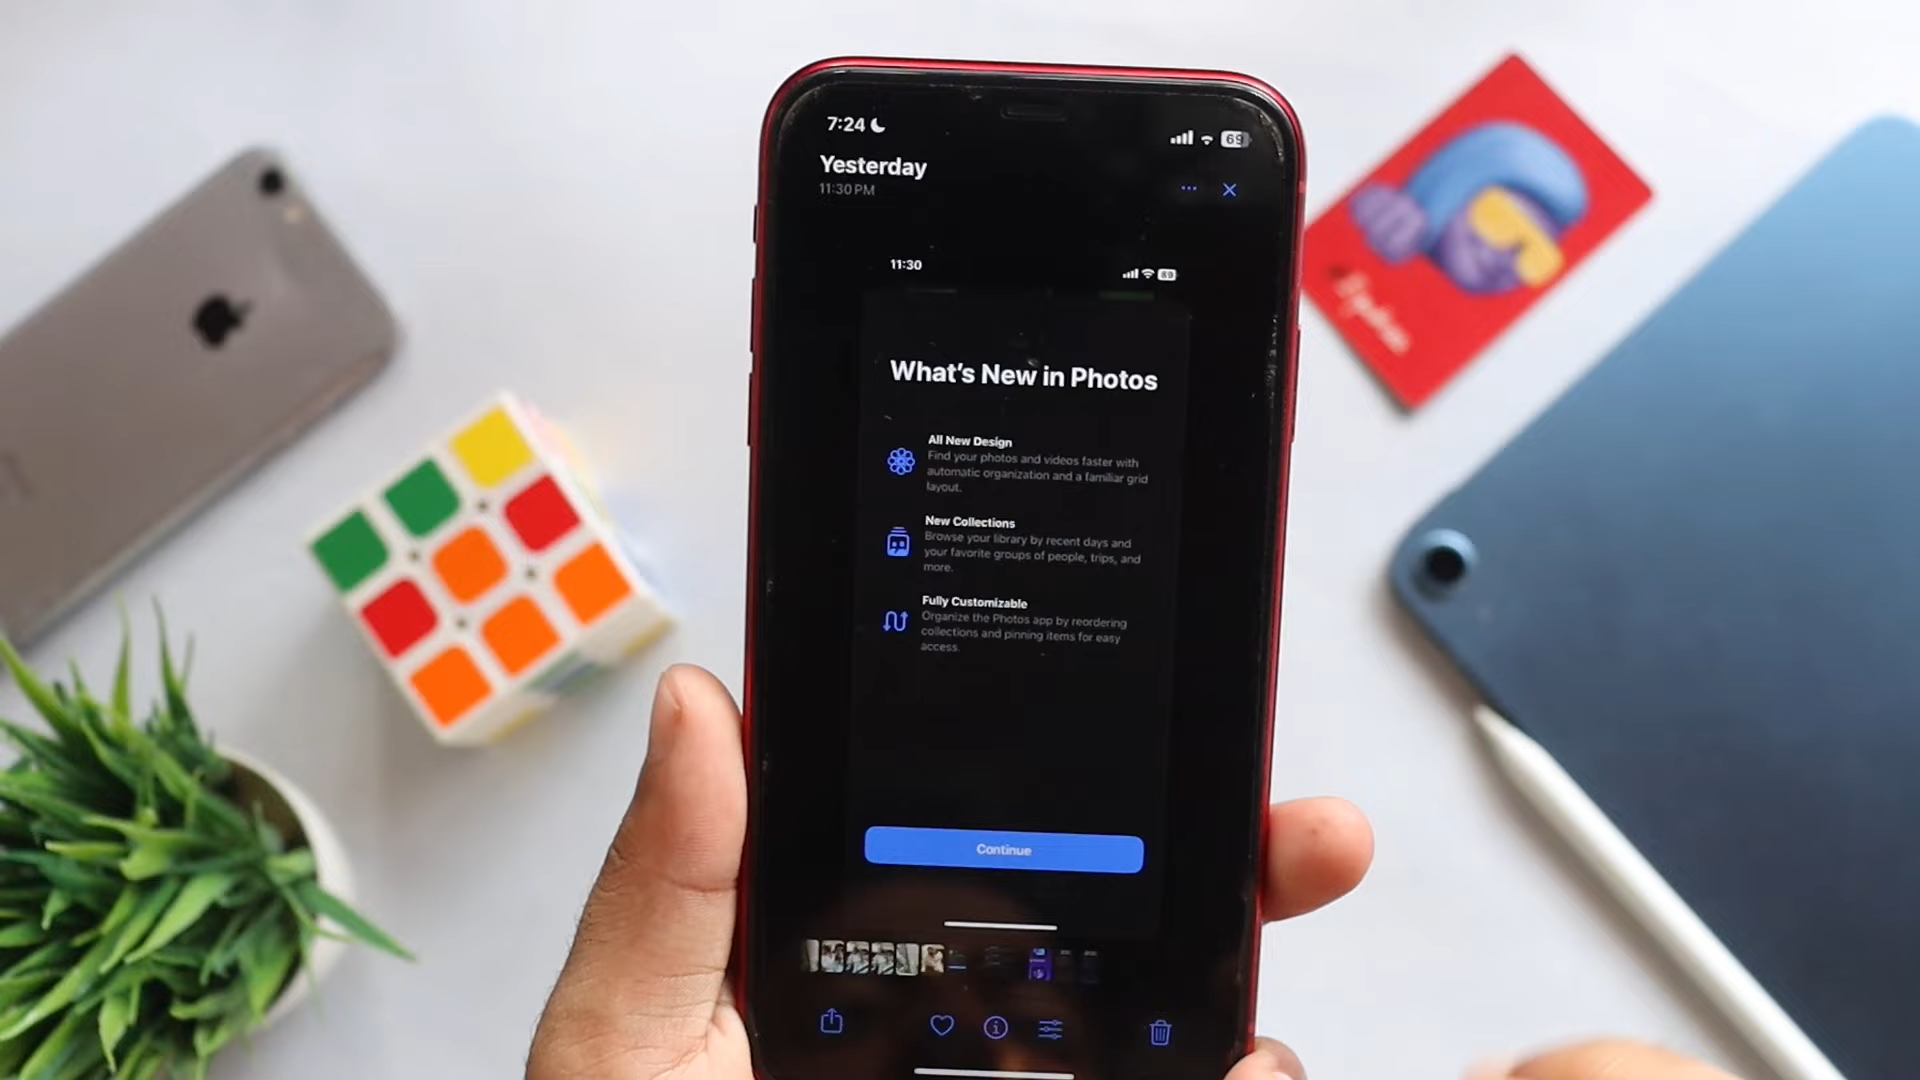 7:24
69
Yesterday
11:30 PM
11:30
89
What's New in Photos
All New Design
Find your photos and videos faster with
automatic organization and a familiar grid
layout.
New Collections
Browse your library by recent days and
your favorite groups of people, trips, and
more.
Fully Customizable
Organize the Photos app by reordering
collections and pinning items for easy
access.
Continue